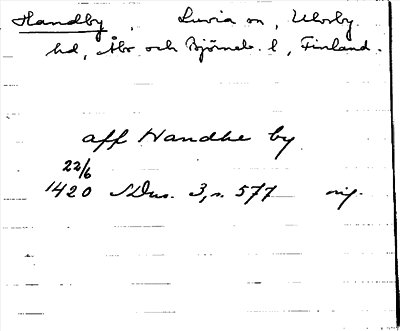 Handby, Luvia sn, Ulvsby
hd, Åbo och Björneb. l, Finland.
aff Handhe by
22/6
1420 SDns. 3, s. 577 orig.